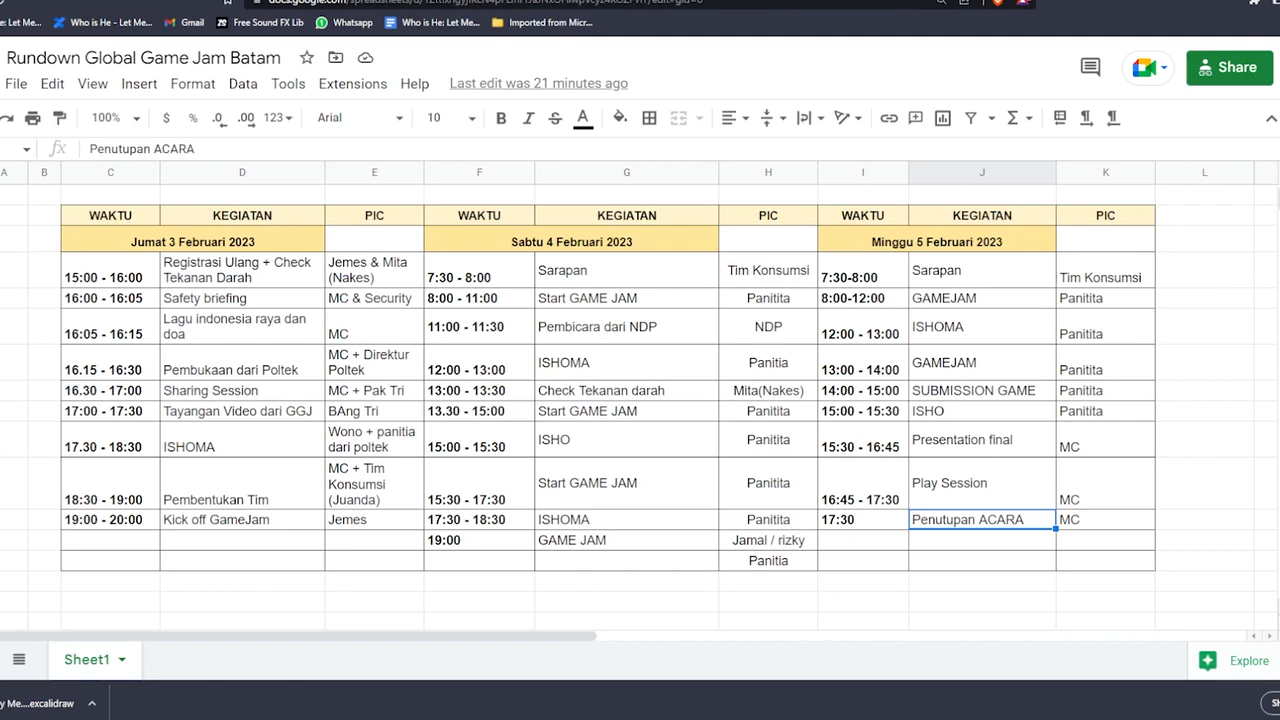 : Let Me...
Who is He - Let Me...
Gmail
Free Sound FX Lib
Whatsapp
Who is He: Let Me...
Imported from Micr...
Rundown Global Game Jam Batam
File Edit View Insert Format Data Tools Extensions Help Last edit was 21 minutes ago
Share
100% $ % .0 .00 123 Arial 10 B I S A
fx Penutupan ACARA
A B C D E F G H I J K L
WAKTU KEGIATAN PIC WAKTU KEGIATAN PIC WAKTU KEGIATAN PIC
Jumat 3 Februari 2023 Sabtu 4 Februari 2023 Minggu 5 Februari 2023
15:00 - 16:00 Registrasi Ulang + Check
Tekanan Darah Jemes & Mita
(Nakes) 7:30 - 8:00 Sarapan Tim Konsumsi 7:30-8:00 Sarapan Tim Konsumsi
16:00 - 16:05 Safety briefing MC & Security 8:00 - 11:00 Start GAME JAM Panitita 8:00-12:00 GAMEJAM Panitita
16:05 - 16:15 Lagu indonesia raya dan
doa MC 11:00 - 11:30 Pembicara dari NDP NDP 12:00 - 13:00 ISHOMA Panitita
16.15 - 16:30 Pembukaan dari Poltek MC + Direktur
Poltek 12:00 - 13:00 ISHOMA Panitia 13:00 - 14:00 GAMEJAM Panitita
16.30 - 17:00 Sharing Session MC + Pak Tri 13:00 - 13:30 Check Tekanan darah Mita(Nakes) 14:00 - 15:00 SUBMISSION GAME Panitita
17:00 - 17:30 Tayangan Video dari GGJ BAng Tri 13.30 - 15:00 Start GAME JAM Panitita 15:00 - 15:30 ISHO Panitita
17.30 - 18:30 ISHOMA Wono + panitia
dari poltek 15:00 - 15:30 ISHO Panitita 15:30 - 16:45 Presentation final MC
18:30 - 19:00 Pembentukan Tim MC + Tim
Konsumsi
(Juanda) 15:30 - 17:30 Start GAME JAM Panitita 16:45 - 17:30 Play Session MC
19:00 - 20:00 Kick off GameJam Jemes 17:30 - 18:30 ISHOMA Panitita 17:30 Penutupan ACARA MC
19:00 GAME JAM Jamal / rizky
Panitia
Sheet1
Explore
y Me....excalidraw